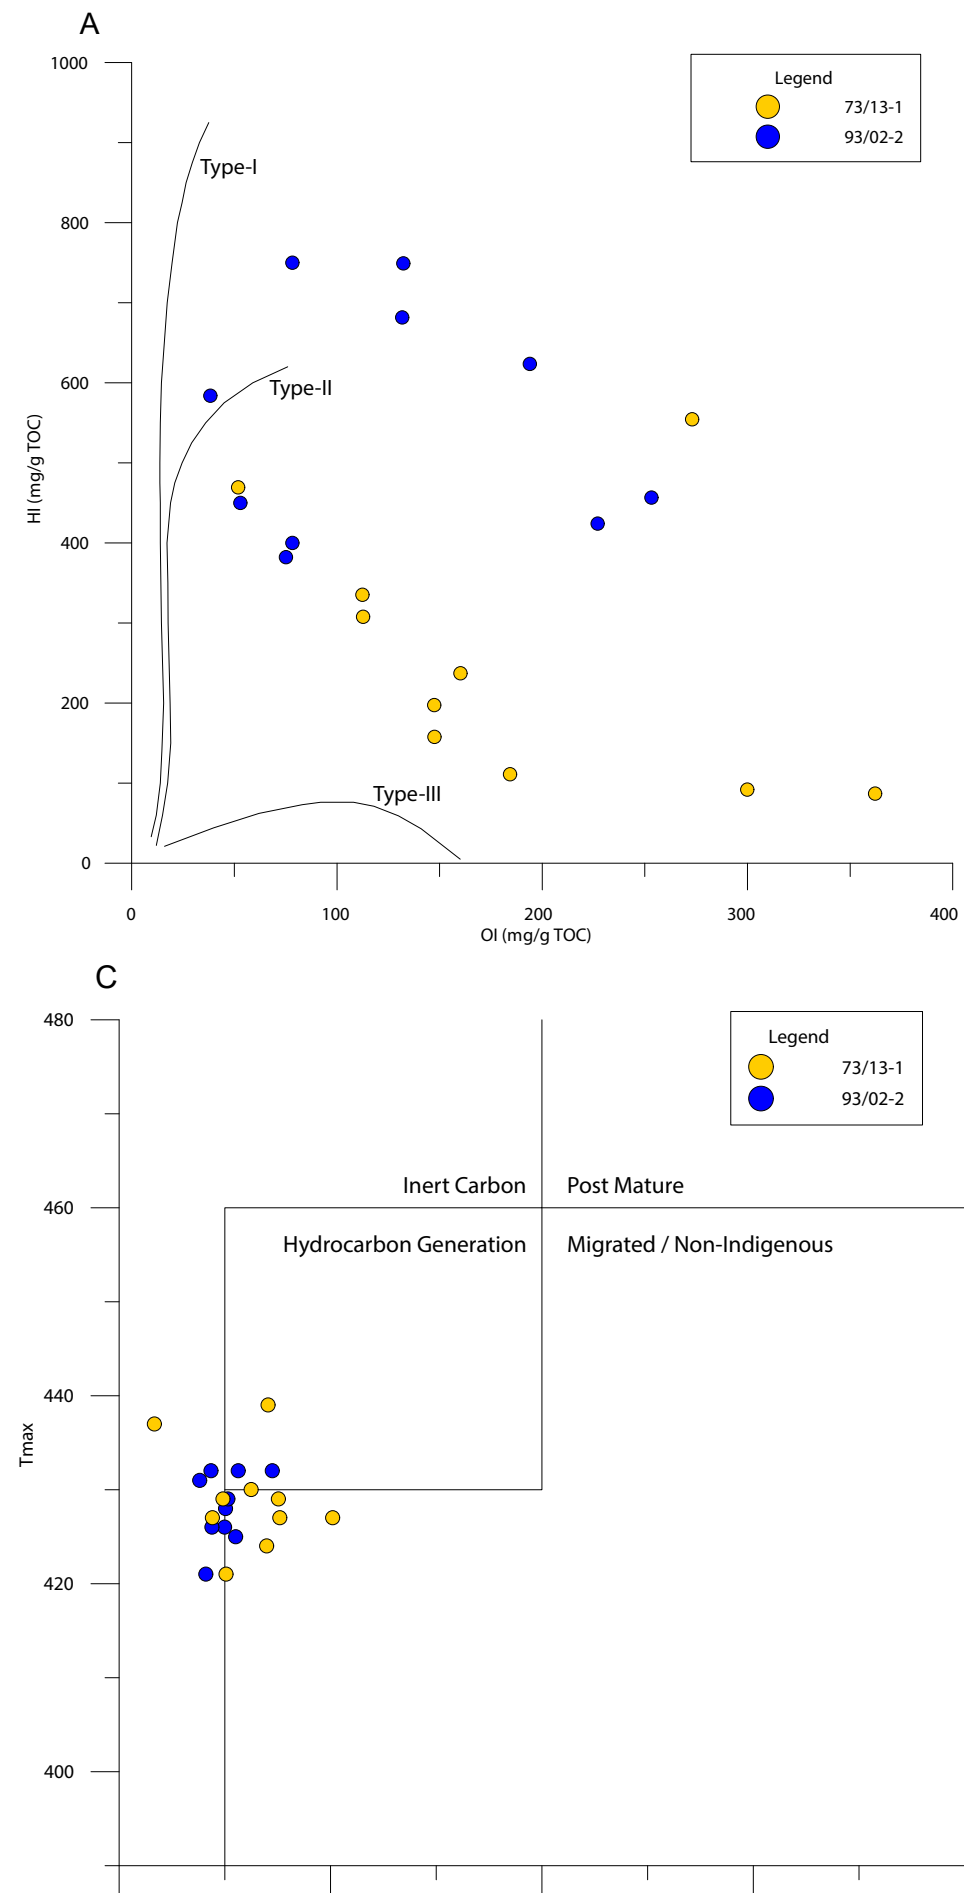 A
1000
Legend
73/13-1
93/02-2
Type-I
800
600
Type-II
HI (mg/g TOC)
400
200
Type-III
0
0 100 200 300 400
OI (mg/g TOC)
C
480
Legend
73/13-1
93/02-2
Inert Carbon Post Mature
460
Hydrocarbon Generation Migrated / Non-Indigenous
440
Tmax
420
400